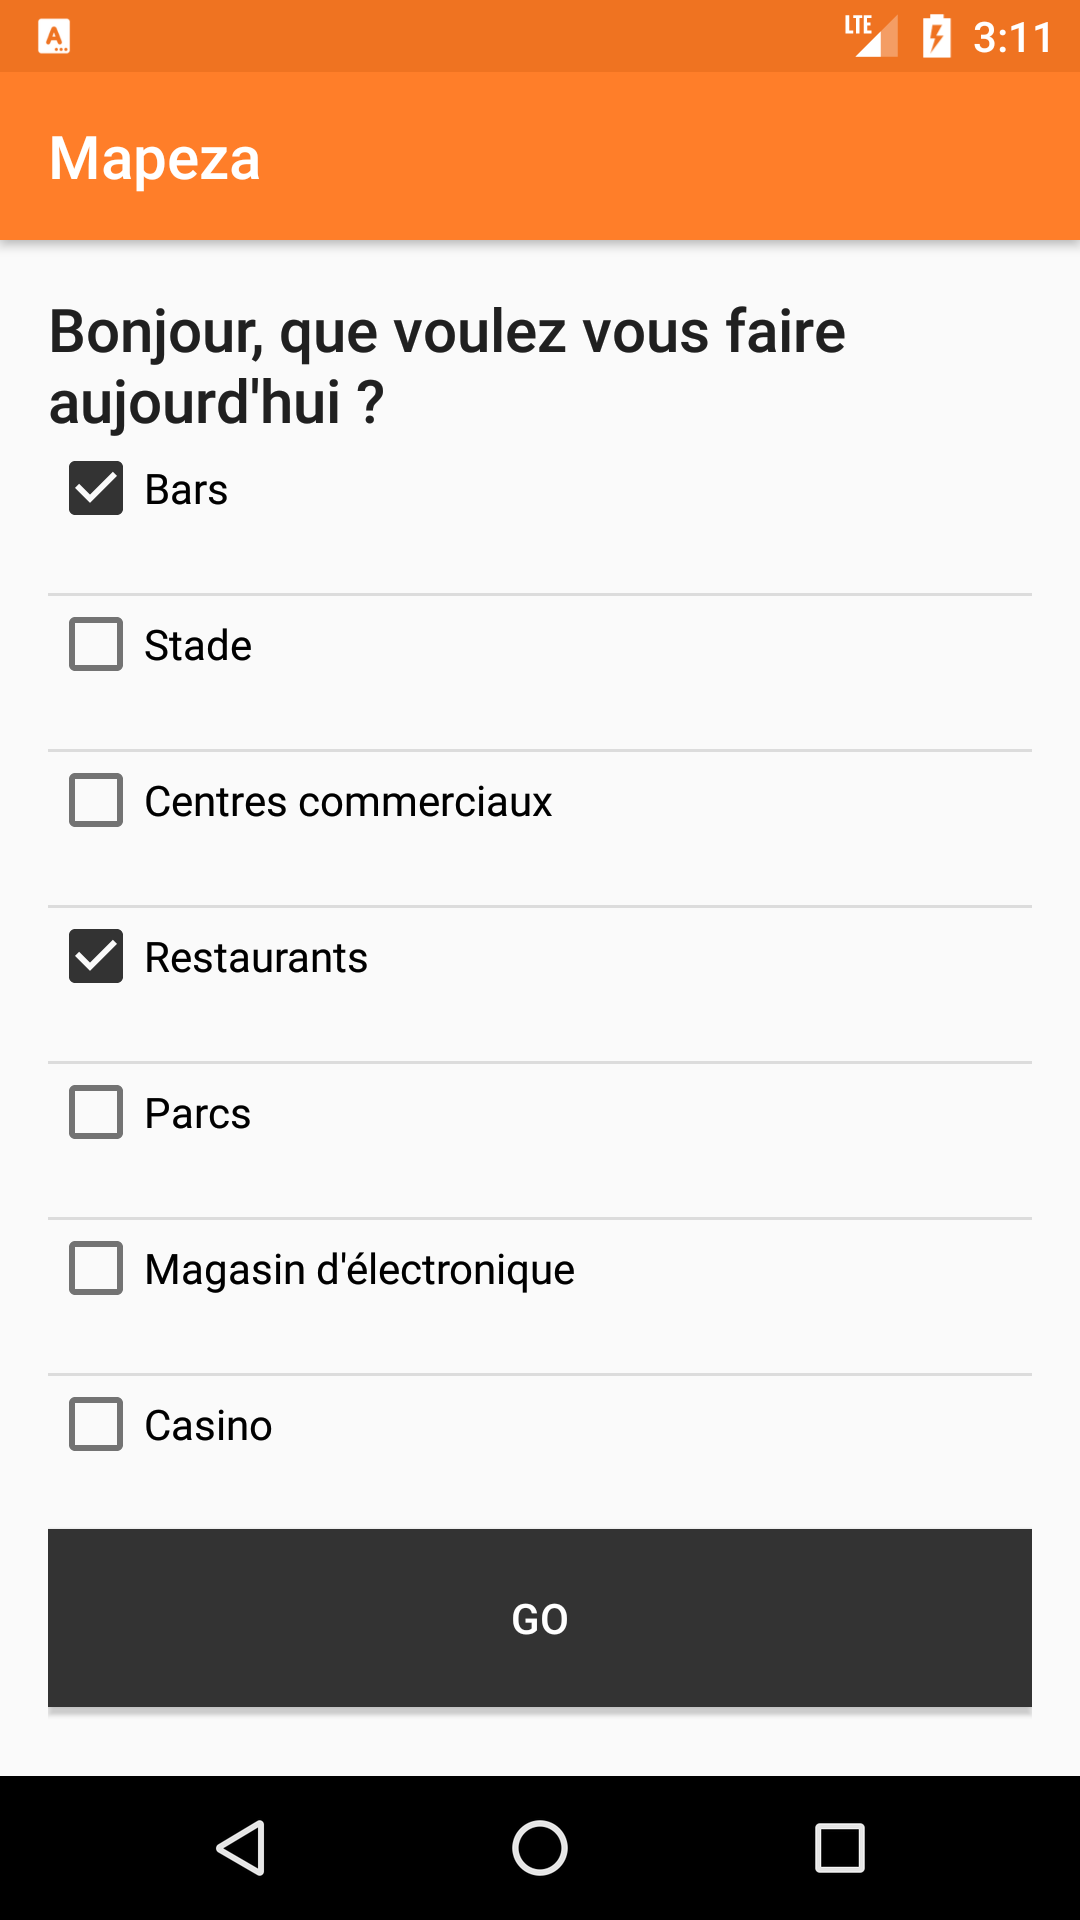 LTE 3:11
Mapeza
Bonjour, que voulez vous faire
aujourd'hui ?
Bars
Stade
Centres commerciaux
Restaurants
Parcs
Magasin d'électronique
Casino
GO